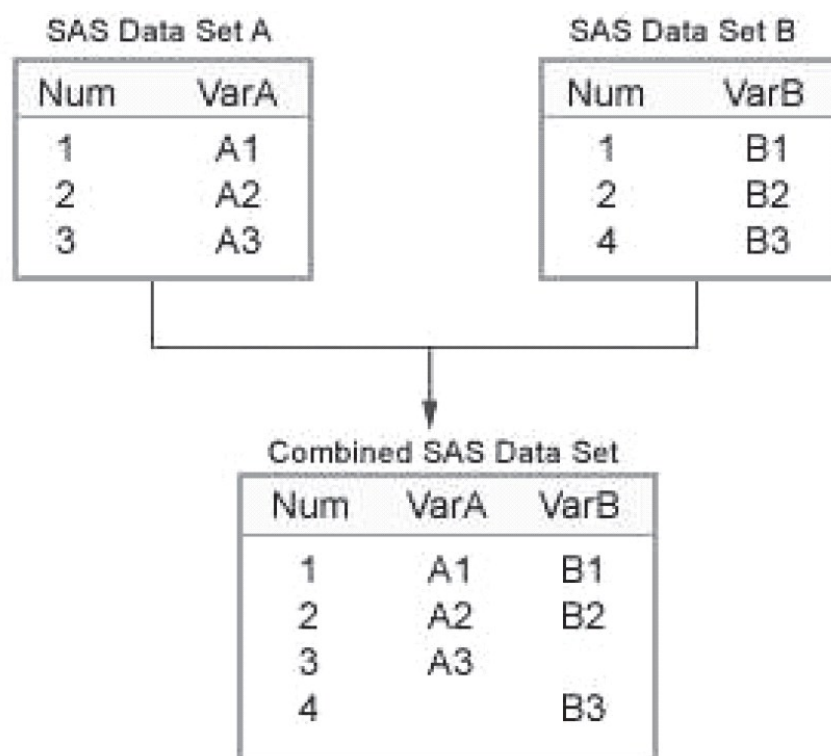 SAS Data Set A
Num VarA
1 A1
2 A2
3 A3
SAS Data Set B
Num VarB
1 B1
2 B2
4 B3
Combined SAS Data Set
Num VarA VarB
1 A1 B1
2 A2 B2
3 A3
4 B3